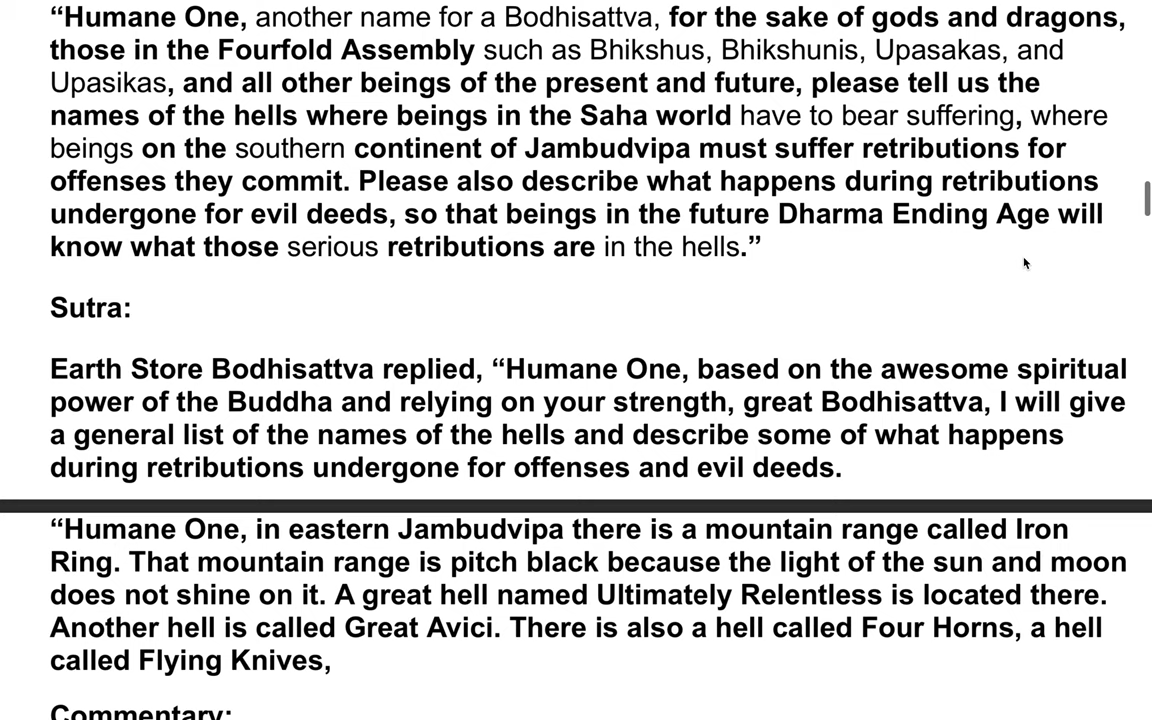 “Humane One, another name for a Bodhisattva, for the sake of gods and dragons,
those in the Fourfold Assembly such as Bhikshus, Bhikshunis, Upasakas, and
Upasikas, and all other beings of the present and future, please tell us the
names of the hells where beings in the Saha world have to bear suffering, where
beings on the southern continent of Jambudvipa must suffer retributions for
offenses they commit. Please also describe what happens during retributions
undergone for evil deeds, so that beings in the future Dharma Ending Age will
know what those serious retributions are in the hells.”
Sutra:
Earth Store Bodhisattva replied, “Humane One, based on the awesome spiritual
power of the Buddha and relying on your strength, great Bodhisattva, I will give
a general list of the names of the hells and describe some of what happens
during retributions undergone for offenses and evil deeds.
“Humane One, in eastern Jambudvipa there is a mountain range called Iron
Ring. That mountain range is pitch black because the light of the sun and moon
does not shine on it. A great hell named Ultimately Relentless is located there.
Another hell is called Great Avici. There is also a hell called Four Horns, a hell
called Flying Knives,
Commentary: